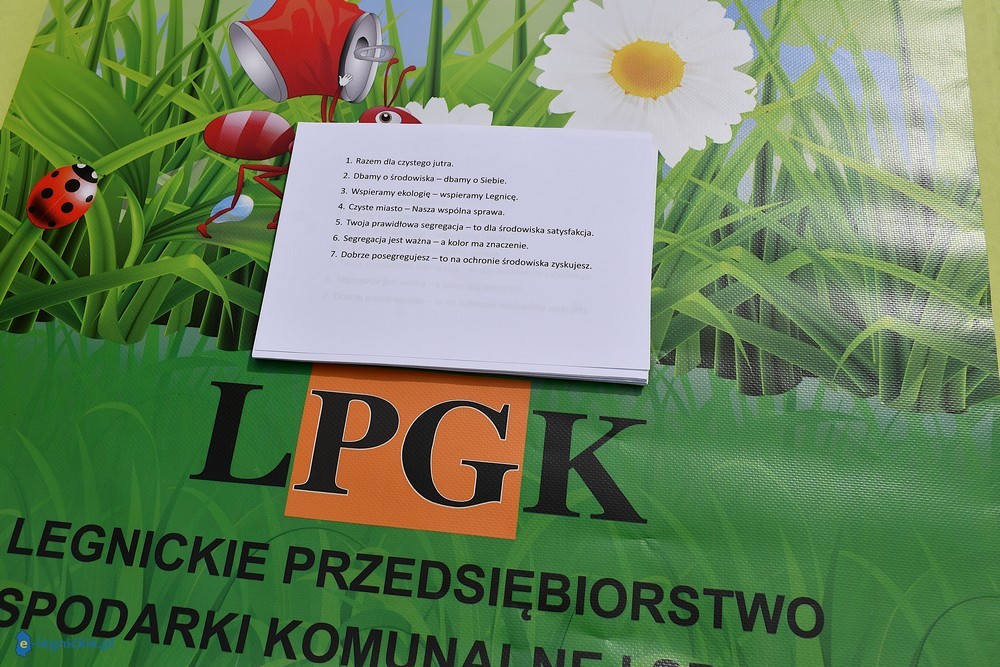 1. Razem dla czystego jutra.
2. Dbamy o środowiska – dbamy o Siebie.
3. Wspieramy ekologię – wspieramy Legnicę.
4. Czyste miasto – Nasza wspólna sprawa.
5. Twoja prawidłowa segregacja – to dla środowiska satysfakcja.
6. Segregacja jest ważna – a kolor ma znaczenie.
7. Dobrze posegregujesz – to na ochronie środowiska zyskujesz.
LPGK
LEGNICKIE PRZEDSIĘBIORSTWO
SPODARKI KOMUNALNE